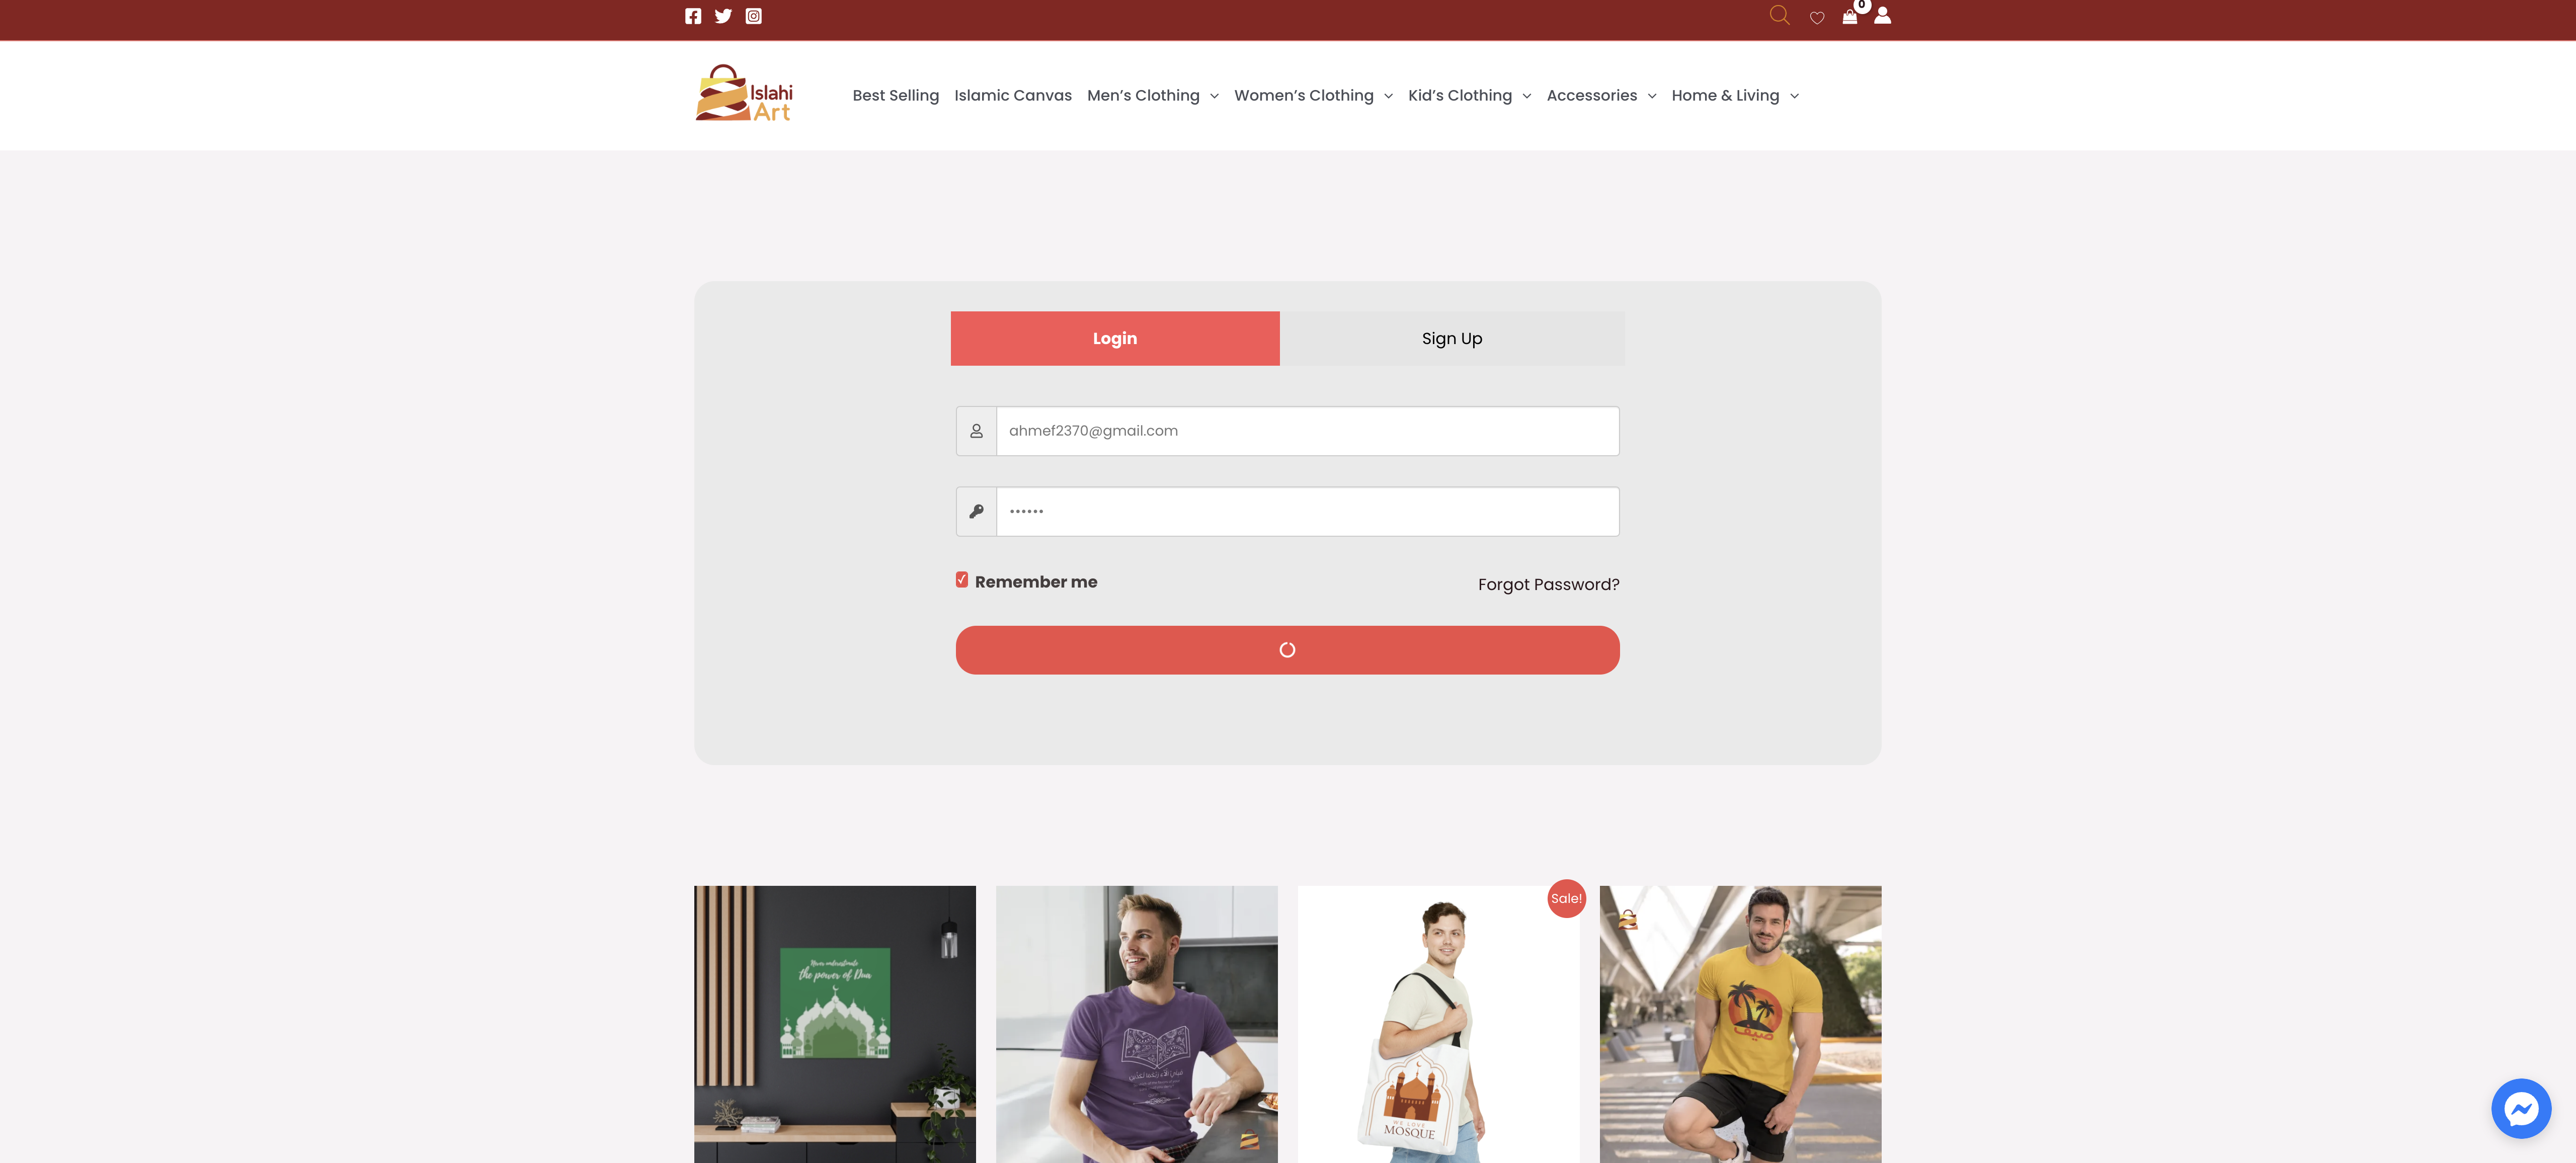 0
Islahi
Art
Best Selling
Islamic Canvas
Men’s Clothing
Women’s Clothing
Kid’s Clothing
Accessories
Home & Living
Login
Sign Up
ahmef2370@gmail.com
••••••
Remember me
Forgot Password?
Never underestimate
the power of Dua
Sale!
WE LOVE
MOSQUE
صيف